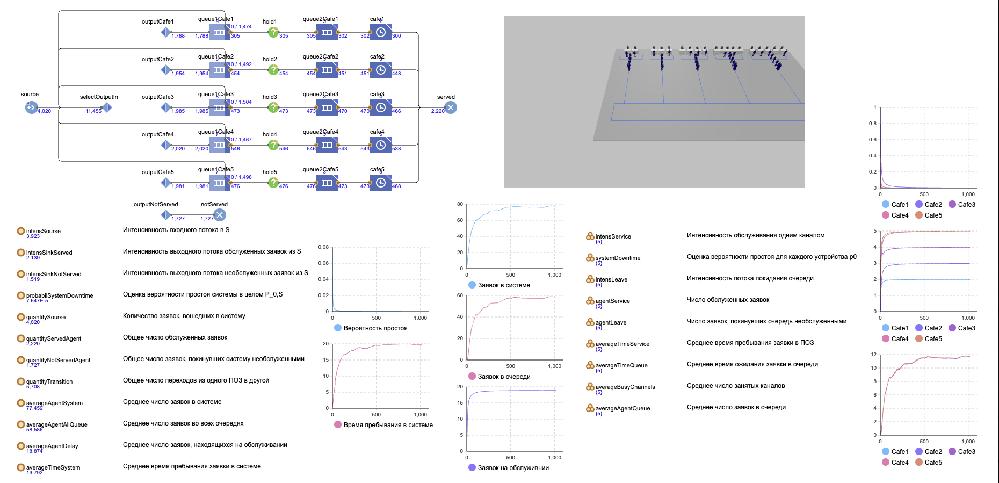 outputCafe1
1,788
1,788
queue1Cafe1
9
0 / 1,474
305
hold1
305
queue2Cafe1
3
305
302
cafe1
2
302
300
outputCafe2
1,954
1,954
queue1Cafe2
0 / 1,492
454
hold2
454
queue2Cafe2
3
454
451
cafe2
3
451
448
source
4,020
selectOutputIn
11,455
outputCafe3
1,985
1,985
queue1Cafe3
8
0 / 1,504
473
hold3
473
queue2Cafe3
3
473
470
cafe3
4
470
466
served
2,220
outputCafe4
2,020
2,020
queue1Cafe4
7
0 / 1,467
546
hold4
546
queue2Cafe4
3
546
543
cafe4
5
543
538
outputCafe5
1,981
1,981
queue1Cafe5
7
0 / 1,498
476
hold5
476
queue2Cafe5
3
476
473
cafe5
5
473
468
outputNotServed
1,727
notServed
1,727
intensSourse
3.923
Интенсивность входного потока в S
intensSinkServed
2.139
Интенсивность выходного потока обслуженных заявок из S
intensSinkNotServed
1.519
Интенсивность выходного потока необслуженных заявок из S
probabilSystemDowntime
7.647E-5
Оценка вероятности простоя системы в целом P_0,S
quantitySourse
4,020
Количество заявок, вошедших в систему
quantityServedAgent
2,220
Общее число обслуженных заявок
quantityNotServedAgent
1,727
Общее число заявок, покинувших систему необслуженными
quantityTransition
5,708
Общее число переходов из одного ПОЗ в другой
averageAgentSystem
77.459
Среднее число заявок в системе
averageAgentAllQueue
58.586
Среднее число заявок во всех очередях
averageAgentDelay
18.874
Среднее число заявок, находящихся на обслуживании
averageTimeSystem
19.792
Среднее время пребывания заявки в системе
0.08
0.06
0.04
0.02
0
0 500 1,000
Вероятность простоя
20
15
10
5
0
0 500 1,000
Время пребывания в системе
80
60
40
20
0
0 500 1,000
Заявок в системе
60
40
20
0
0 500 1,000
Заявок в очереди
20
15
10
5
0
0 500 1,000
Заявок на обслуживнии
intensService
{5}
Интенсивность обслуживания одним каналом
systemDowntime
{5}
Оценка вероятности простоя для каждого устройства p0
intensLeave
{5}
Интенсивность потока покидания очереди
agentService
{5}
Число обслуженных заявок
agentLeave
{5}
Число заявок, покинувших очередь необслуженными
averageTimeService
{5}
Среднее время пребывания заявки в ПОЗ
averageTimeQueue
{5}
Среднее время ожидания заявки в очереди
averageBusyChannels
{5}
Среднее число занятых каналов
averageAgentQueue
{5}
Среднее число заявок в очереди
1
0.8
0.6
0.4
0.2
0
0 500 1,000
Cafe1 Cafe2 Cafe3
Cafe4 Cafe5
5
4
3
2
1
0
0 500 1,000
Cafe1 Cafe2 Cafe3
Cafe4 Cafe5
12
10
8
6
4
2
0
0 500 1,000
Cafe1 Cafe2 Cafe3
Cafe4 Cafe5